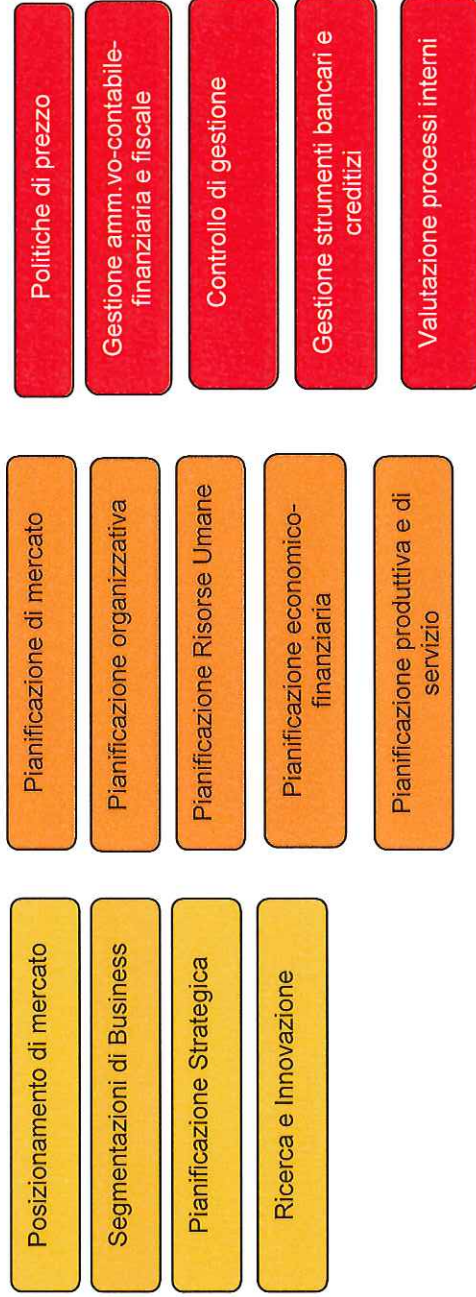 Posizionamento di mercato
Segmentazioni di Business
Pianificazione Strategica
Ricerca e Innovazione
Pianificazione di mercato
Pianificazione organizzativa
Pianificazione Risorse Umane
Pianificazione economico-
finanziaria
Pianificazione produttiva e di
servizio
Politiche di prezzo
Gestione amm.vo-contabile-
finanziaria e fiscale
Controllo di gestione
Gestione strumenti bancari e
creditizi
Valutazione processi interni